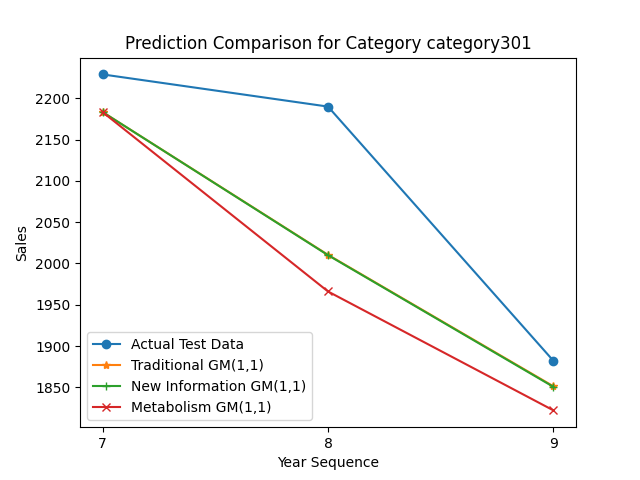 Prediction Comparison for Category category301
Sales
2200
2150
2100
2050
2000
1950
1900
1850
Actual Test Data
Traditional GM(1,1)
New Information GM(1,1)
Metabolism GM(1,1)
7 8 9
Year Sequence